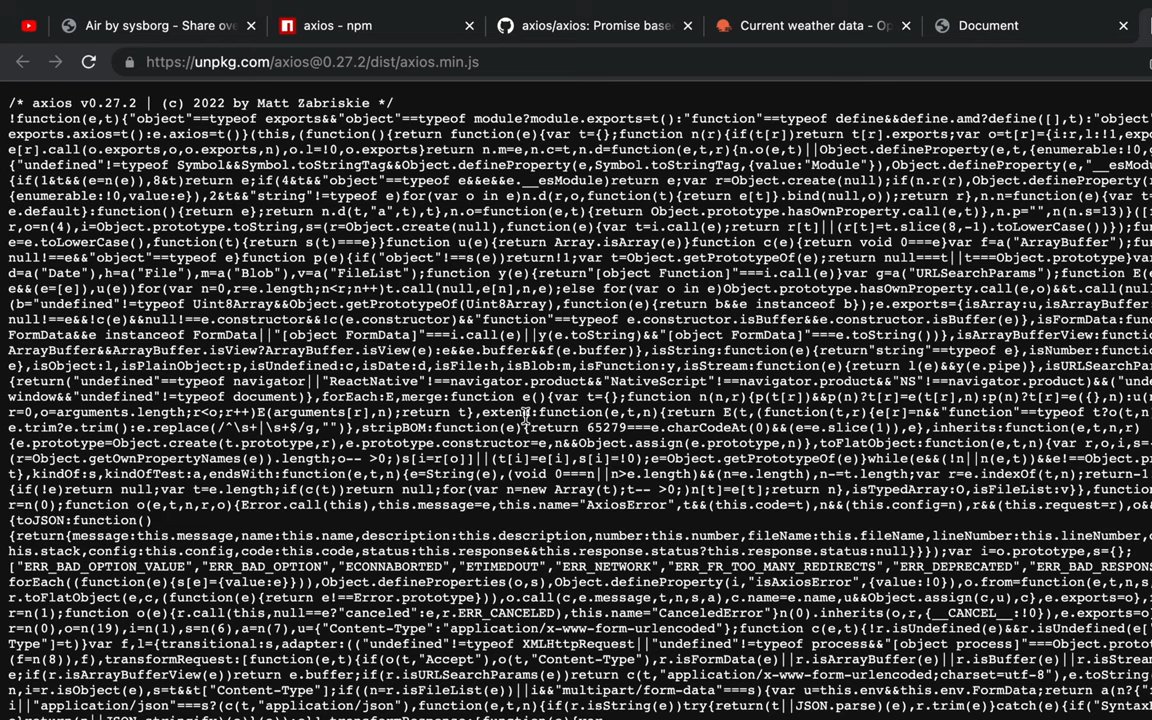 Air by sysborg - Share ove
axios - npm
axios/axios: Promise base
Current weather data - Op
Document
https://unpkg.com/axios@0.27.2/dist/axios.min.js
/* axios v0.27.2 | (c) 2022 by Matt Zabriskie */
!function(e,t){"object"==typeof exports&&"object"==typeof module?module.exports=t():"function"==typeof define&&define.amd?define([],t):"object"
exports.axios=t():e.axios=t()}(this,(function(){return function(e){var t={};function n(r){if(t[r])return t[r].exports;var o=t[r]={i:r,l:!1,expo
e[r].call(o.exports,o,o.exports,n),o.l=!0,o.exports}return n.m=e,n.c=t,n.d=function(e,t,r){n.o(e,t)||Object.defineProperty(e,t,{enumerable:!0,g
{"undefined"!=typeof Symbol&&Symbol.toStringTag&&Object.defineProperty(e,Symbol.toStringTag,{value:"Module"}),Object.defineProperty(e,"__esMod
{if(1&t&&(e=n(e)),8&t)return e;if(4&t&&"object"==typeof e&&e&&e.__esModule)return e;var r=Object.create(null);if(n.r(r),Object.defineProperty(r
{enumerable:!0,value:e}),2&t&&"string"!=typeof e)for(var o in e)n.d(r,o,function(t){return e[t]}.bind(null,o));return r},n.n=function(e){var t=
e.default}:function(){return e};return n.d(t,"a",t),t},n.o=function(e,t){return Object.prototype.hasOwnProperty.call(e,t)},n.p="",n(n.s=13)}([
r,o=n(4),i=Object.prototype.toString,s=(r=Object.create(null),function(e){var t=i.call(e);return r[t]||(r[t]=t.slice(8,-1).toLowerCase())});fu
e=e.toLowerCase(),function(t){return s(t)===e}}function u(e){return Array.isArray(e)}function c(e){return void 0===e}var f=a("ArrayBuffer");fu
null!==e&&"object"==typeof e}function p(e){if("object"!==s(e))return!1;var t=Object.getPrototypeOf(e);return null===t||t===Object.prototype}var
d=a("Date"),h=a("File"),m=a("Blob"),v=a("FileList");function y(e){return"[object Function]"===i.call(e)}var g=a("URLSearchParams");function E(e
&&(e=[e]),u(e))for(var n=0,r=e.length;n<r;n++)t.call(null,e[n],n,e);else for(var o in e)Object.prototype.hasOwnProperty.call(e,o)&&t.call(null
(b="undefined"!=typeof Uint8Array&&Object.getPrototypeOf(Uint8Array),function(e){return b&&e instanceof b});e.exports={isArray:u,isArrayBuffer
null!==e&&!c(e)&&null!==e.constructor&&!c(e.constructor)&&"function"==typeof e.constructor.isBuffer&&e.constructor.isBuffer(e)},isFormData:func
FormData&&e instanceof FormData||"[object FormData]"===i.call(e)||y(e.toString)&&"[object FormData]"===e.toString())},isArrayBufferView:functi
ArrayBuffer&&ArrayBuffer.isView?ArrayBuffer.isView(e):e&&e.buffer&&f(e.buffer)},isString:function(e){return"string"==typeof e},isNumber:functio
e},isObject:l,isPlainObject:p,isUndefined:c,isDate:d,isFile:h,isBlob:m,isFunction:y,isStream:function(e){return l(e)&&y(e.pipe)},isURLSearchPar
{return("undefined"==typeof navigator||"ReactNative"!==navigator.product&&"NativeScript"!==navigator.product&&"NS"!==navigator.product)&&("unde
window&&"undefined"!=typeof document)},forEach:E,merge:function e(){var t={};function n(n,r){p(t[r])&&p(n)?t[r]=e(t[r],n):p(n)?t[r]=e({},n):u(n
r=0,o=arguments.length;r<o;r++)E(arguments[r],n);return t},extend:function(e,t,n){return E(t,(function(t,r){e[r]=n&&"function"==typeof t?o(t,n
e.trim?e.trim():e.replace(/^\s+|\s+$/g,"")},stripBOM:function(e){return 65279===e.charCodeAt(0)&&(e=e.slice(1)),e},inherits:function(e,t,n,r)
{e.prototype=Object.create(t.prototype,r),e.prototype.constructor=e,n&&Object.assign(e.prototype,n)},toFlatObject:function(e,t,n){var r,o,i,s=
(r=Object.getOwnPropertyNames(e)).length;o-- >0;)s[i=r[o]]||(t[i]=e[i],s[i]=!0);e=Object.getPrototypeOf(e)}while(e&&(!n||n(e,t))&&e!==Object.pr
t},kindOf:s,kindOfTest:a,endsWith:function(e,t,n){e=String(e),(void 0===n||n>e.length)&&(n=e.length),n-=t.length;var r=e.indexOf(t,n);return-1
{if(!e)return null;var t=e.length;if(c(t))return null;for(var n=new Array(t);t-- >0;)n[t]=e[t];return n},isTypedArray:O,isFileList:v}},function
r=n(0);function o(e,t,n,r,o){Error.call(this),this.message=e,this.name="AxiosError",t&&(this.code=t),n&&(this.config=n),r&&(this.request=r),o&&
{toJSON:function()
{return{message:this.message,name:this.name,description:this.description,number:this.number,fileName:this.fileName,lineNumber:this.lineNumber,c
his.stack,config:this.config,code:this.code,status:this.response&&this.response.status?this.response.status:null}}});var i=o.prototype,s={};
["ERR_BAD_OPTION_VALUE","ERR_BAD_OPTION","ECONNABORTED","ETIMEDOUT","ERR_NETWORK","ERR_FR_TOO_MANY_REDIRECTS","ERR_DEPRECATED","ERR_BAD_RESPONS
forEach((function(e){s[e]={value:e}})),Object.defineProperties(o,s),Object.defineProperty(i,"isAxiosError",{value:!0}),o.from=function(e,t,n,s
r.toFlatObject(e,c,(function(e){return e!==Error.prototype})),o.call(c,e.message,t,n,s,a),c.name=e.name,u&&Object.assign(c,u),c},e.exports=o},
r=n(1);function o(e){r.call(this,null==e?"canceled":e,r.ERR_CANCELED),this.name="CanceledError"}n(0).inherits(o,r,{__CANCEL__:!0}),e.exports=o}
r=n(0),o=n(19),i=n(1),s=n(6),a=n(7),u={"Content-Type":"application/x-www-form-urlencoded"};function c(e,t){!r.isUndefined(e)&&r.isUndefined(e["
Type"]=t)}var f,l={transitional:s,adapter:(("undefined"!=typeof XMLHttpRequest||"undefined"!=typeof process&&"[object process]"===Object.protot
(f=n(8)),f),transformRequest:[function(e,t){if(o(t,"Accept"),o(t,"Content-Type"),r.isFormData(e)||r.isArrayBuffer(e)||r.isBuffer(e)||r.isStream
e;if(r.isArrayBufferView(e))return e.buffer;if(r.isURLSearchParams(e))return c(t,"application/x-www-form-urlencoded;charset=utf-8"),e.toString
n,i=r.isObject(e),s=t&&t["Content-Type"];if((n=r.isFileList(e))||i&&"multipart/form-data"===s){var u=this.env&&this.env.FormData;return a(n?{"f
i||"application/json"===s?(c(t,"application/json"),function(e,t,n){if(r.isString(e))try{return(t||JSON.parse)(e),r.trim(e)}catch(e){if("SyntaxE